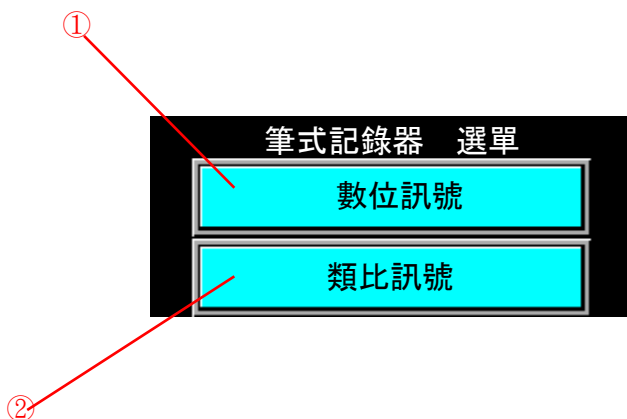 ①
筆式記錄器　選單
數位訊號
類比訊號
②